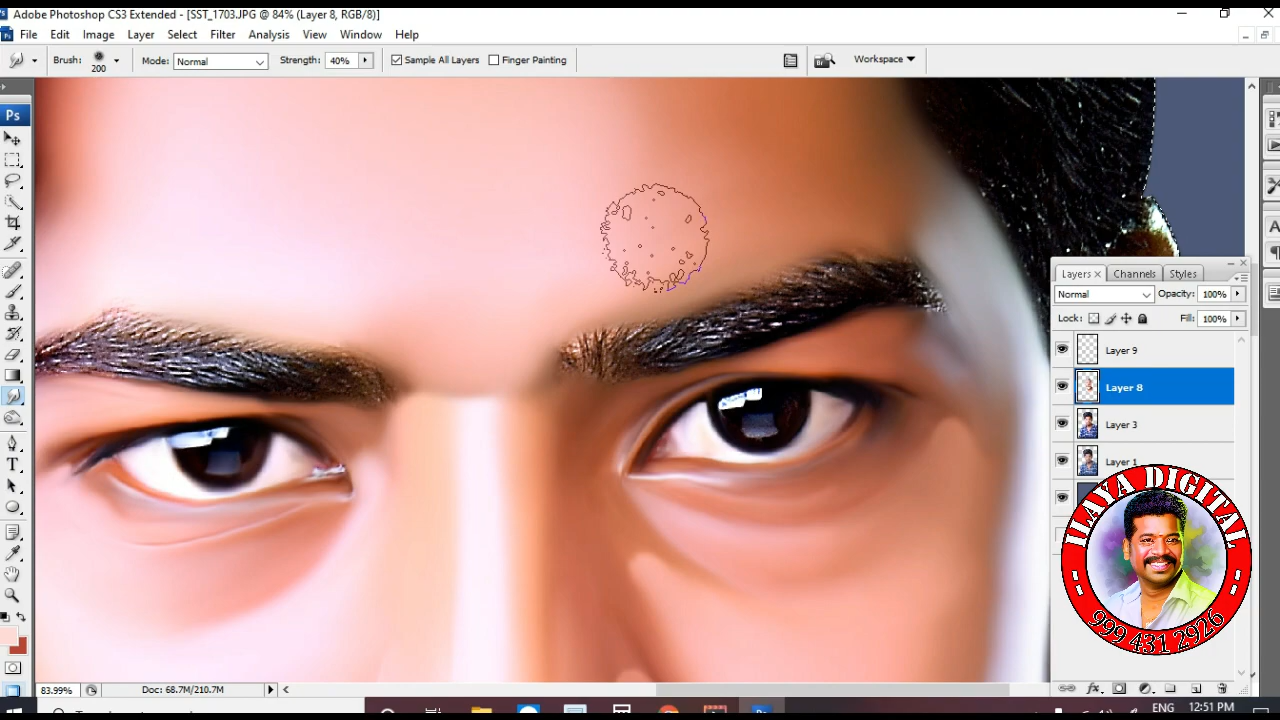 Adobe Photoshop CS3 Extended - [SST_1703.JPG @ 84% (Layer 8, RGB/8)]
File Edit Image Layer Select Filter Analysis View Window Help
Brush: 200 Mode: Normal Strength: 40% Sample All Layers Finger Painting Workspace
Ps
Layers Channels Styles
Normal Opacity: 100%
Lock: Fill: 100%
Layer 9
Layer 8
Layer 3
Layer 1
ILAYA DIGITAL
999 431 2926
83.99% Doc: 68.7M/210.7M
ENG 12:51 PM